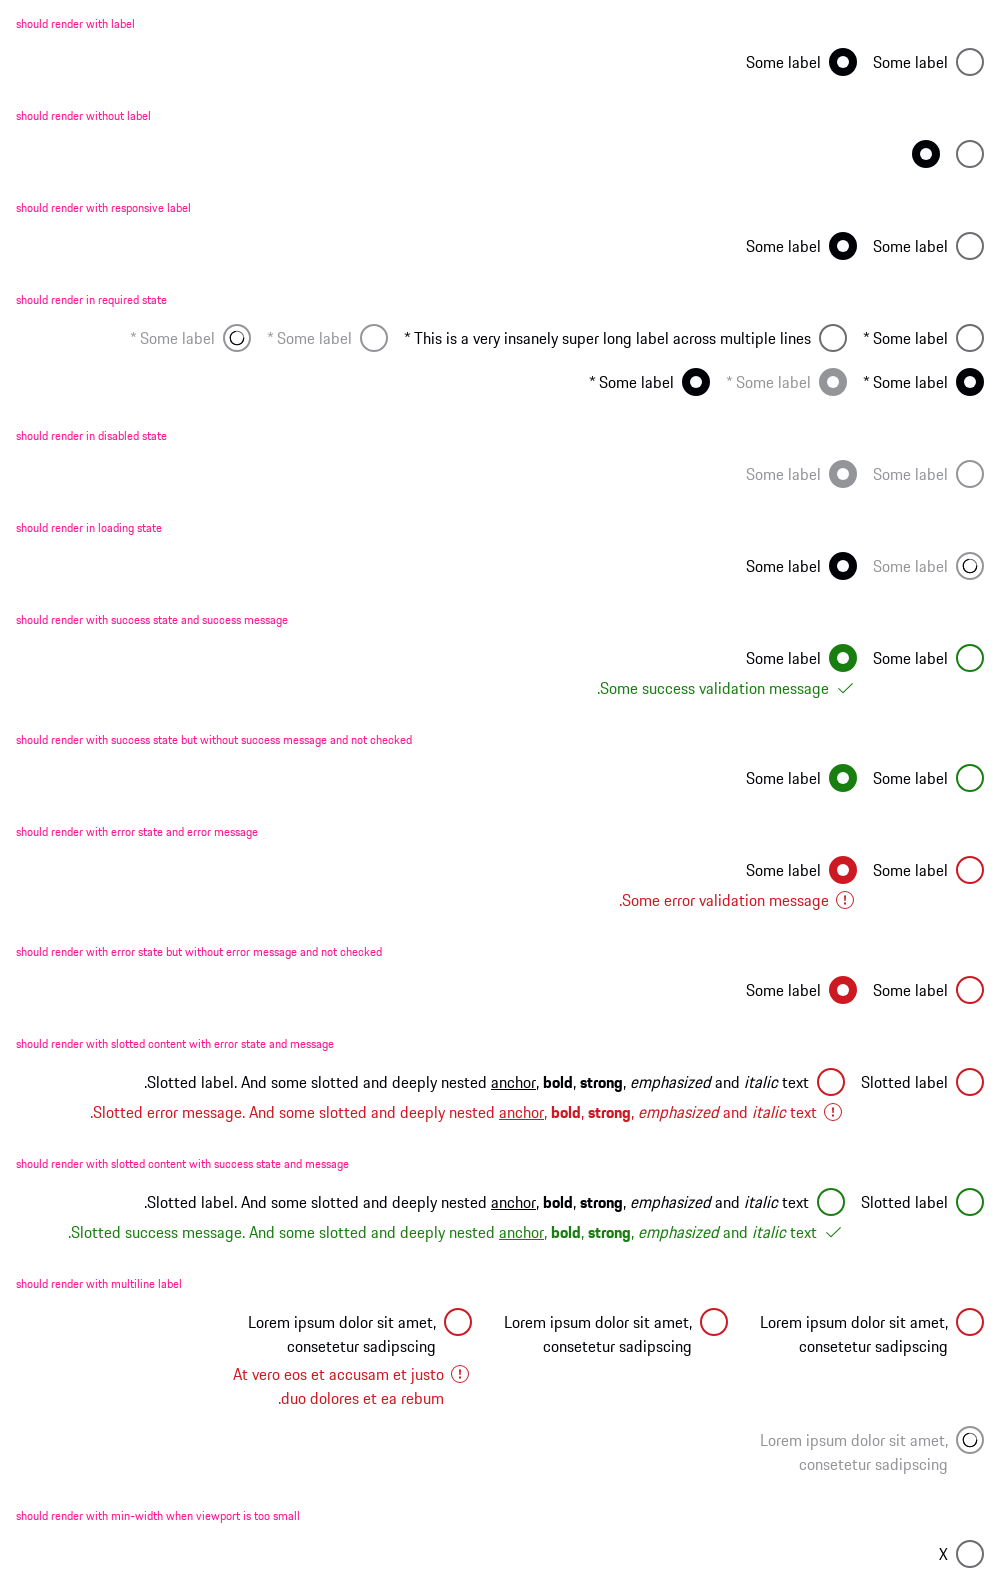 should render with label
Some label Some label
should render without label
should render with responsive label
Some label Some label
should render in required state
* Some label * Some label * This is a very insanely super long label across multiple lines * Some label
* Some label * Some label * Some label
should render in disabled state
Some label Some label
should render in loading state
Some label Some label
should render with success state and success message
Some label Some label
.Some success validation message
should render with success state but without success message and not checked
Some label Some label
should render with error state and error message
Some label Some label
.Some error validation message
should render with error state but without error message and not checked
Some label Some label
should render with slotted content with error state and message
.Slotted label. And some slotted and deeply nested anchor, bold, strong, emphasized and italic text Slotted label
.Slotted error message. And some slotted and deeply nested anchor, bold, strong, emphasized and italic text
should render with slotted content with success state and message
.Slotted label. And some slotted and deeply nested anchor, bold, strong, emphasized and italic text Slotted label
.Slotted success message. And some slotted and deeply nested anchor, bold, strong, emphasized and italic text
should render with multiline label
Lorem ipsum dolor sit amet, Lorem ipsum dolor sit amet, Lorem ipsum dolor sit amet,
consetetur sadipscing consetetur sadipscing consetetur sadipscing
At vero eos et accusam et justo
.duo dolores et ea rebum
Lorem ipsum dolor sit amet,
consetetur sadipscing
should render with min-width when viewport is too small
X